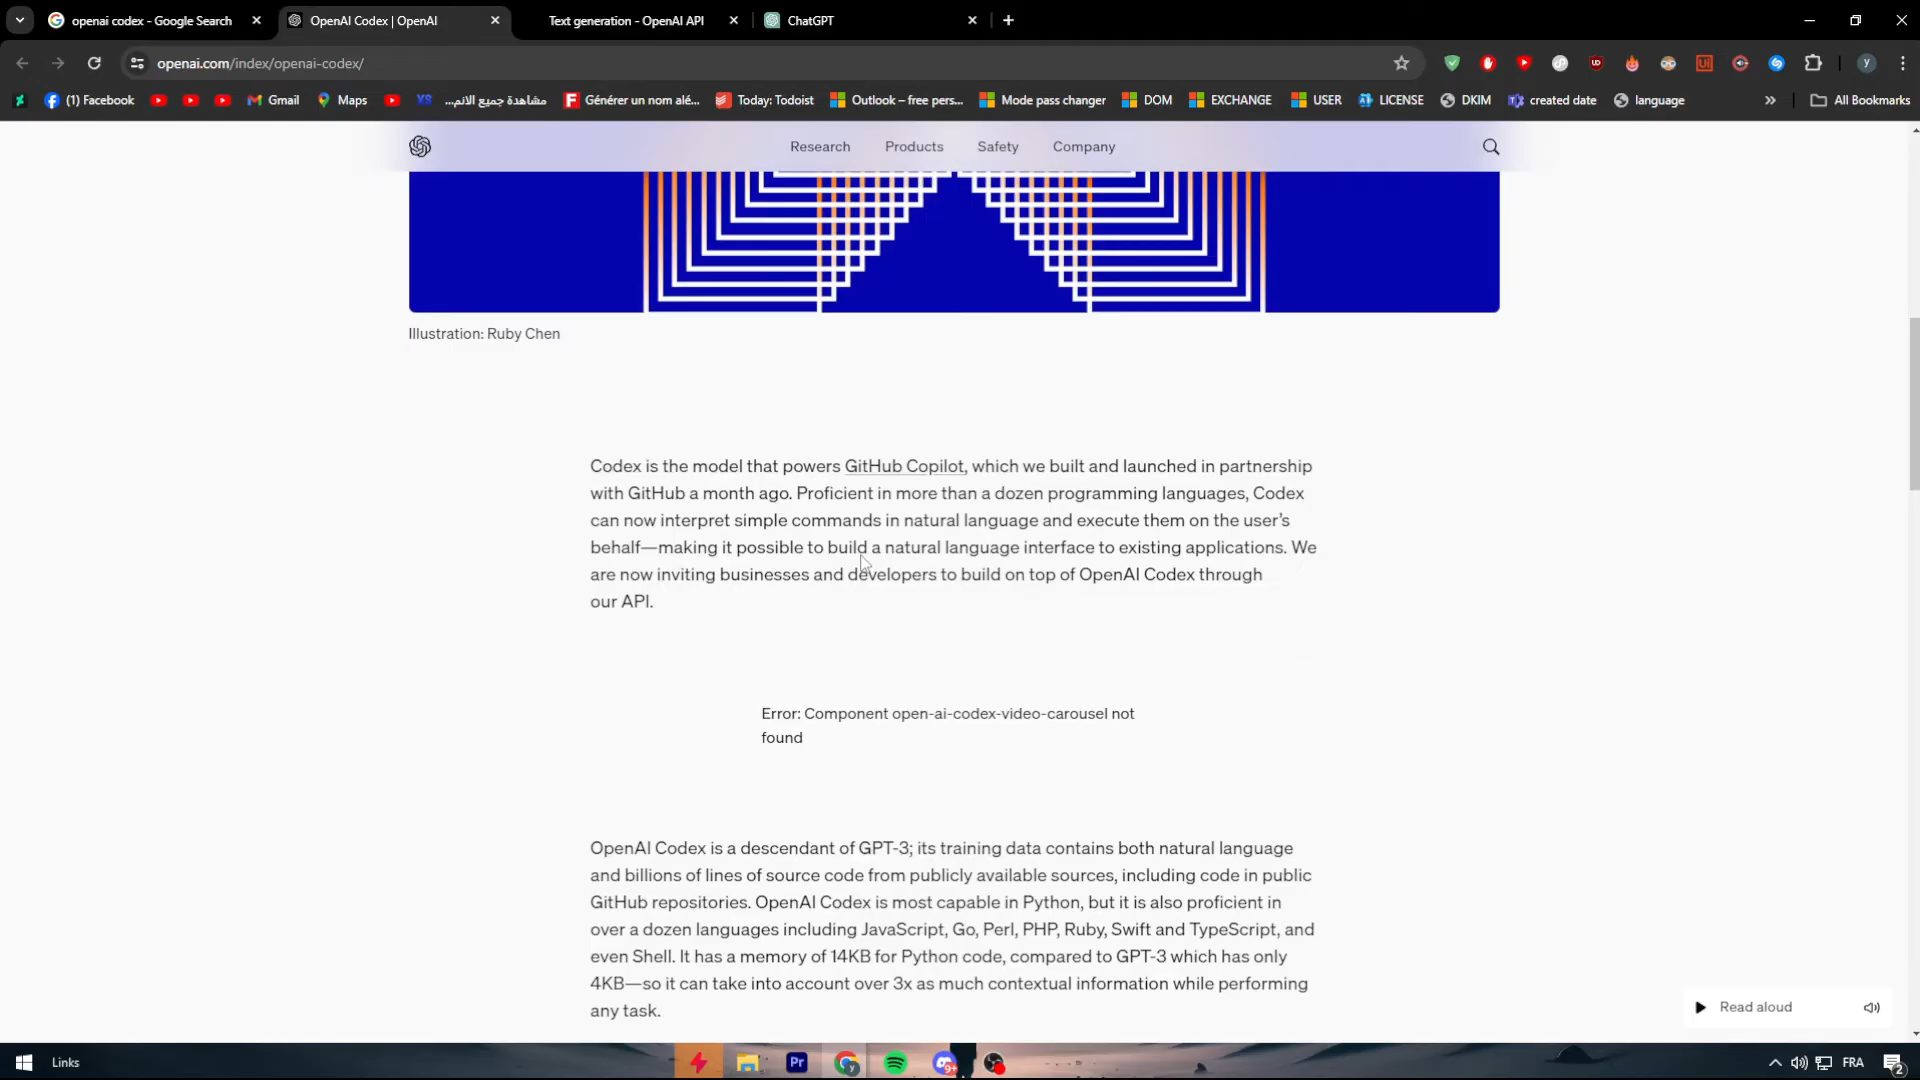 openai codex - Google Search
OpenAI Codex | OpenAI
Text generation - OpenAI API
ChatGPT
openai.com/index/openai-codex/
(1) Facebook
Gmail
Maps
مشاهدة جميع الانم...
Générer un nom alé...
Today: Todoist
Outlook – free pers...
Mode pass changer
DOM
EXCHANGE
USER
LICENSE
DKIM
created date
language
All Bookmarks
Research
Products
Safety
Company
Illustration: Ruby Chen
Codex is the model that powers GitHub Copilot, which we built and launched in partnership
with GitHub a month ago. Proficient in more than a dozen programming languages, Codex
can now interpret simple commands in natural language and execute them on the user’s
behalf—making it possible to build a natural language interface to existing applications. We
are now inviting businesses and developers to build on top of OpenAI Codex through
our API.
Error: Component open-ai-codex-video-carousel not
found
OpenAI Codex is a descendant of GPT-3; its training data contains both natural language
and billions of lines of source code from publicly available sources, including code in public
GitHub repositories. OpenAI Codex is most capable in Python, but it is also proficient in
over a dozen languages including JavaScript, Go, Perl, PHP, Ruby, Swift and TypeScript, and
even Shell. It has a memory of 14KB for Python code, compared to GPT-3 which has only
4KB—so it can take into account over 3x as much contextual information while performing
any task.
Read aloud
Links
Pr
9+
FRA
2